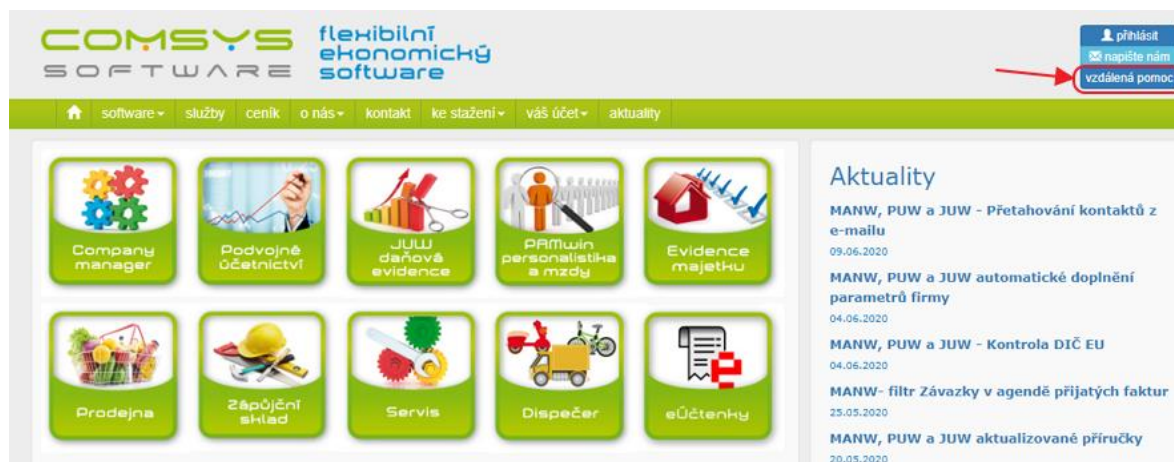 COMSYS
SOFTWARE
flexibilní
ekonomický
software
přihlásit
napište nám
vzdálená pomoc
software
služby
ceník
o nás
kontakt
ke stažení
váš účet
aktuality
Company
manager
Podvojné
účetnictví
JUW
daňová
evidence
PAMwin
personalistika
a mzdy
Evidence
majetku
Prodejna
Zápůjční
sklad
Servis
Dispečer
eÚčtenky
Aktuality
MANW, PUW a JUW - Přetahování kontaktů z
e-mailu
09.06.2020
MANW, PUW a JUW automatické doplnění
parametrů firmy
04.06.2020
MANW, PUW a JUW - Kontrola DIČ EU
04.06.2020
MANW- filtr Závazky v agendě přijatých faktur
25.05.2020
MANW, PUW a JUW aktualizované příručky
20.05.2020